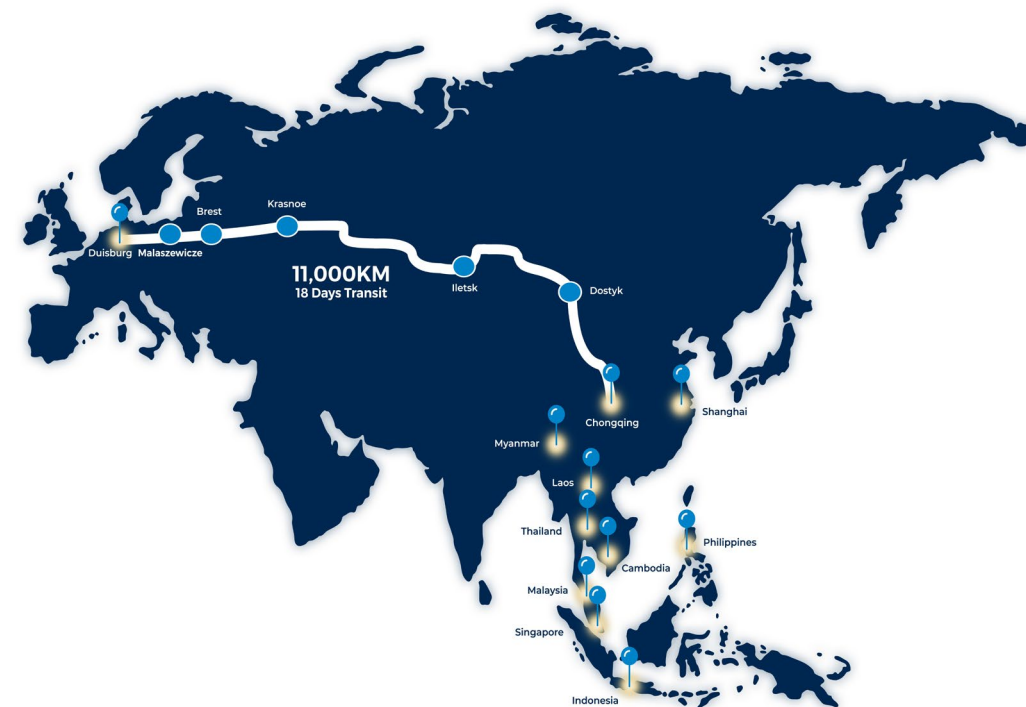 Krasnoe
Brest
Duisburg
Malaszewicze
11,000KM
18 Days Transit
Iletsk
Dostyk
Chongqing
Shanghai
Myanmar
Laos
Thailand
Philippines
Cambodia
Malaysia
Singapore
Indonesia